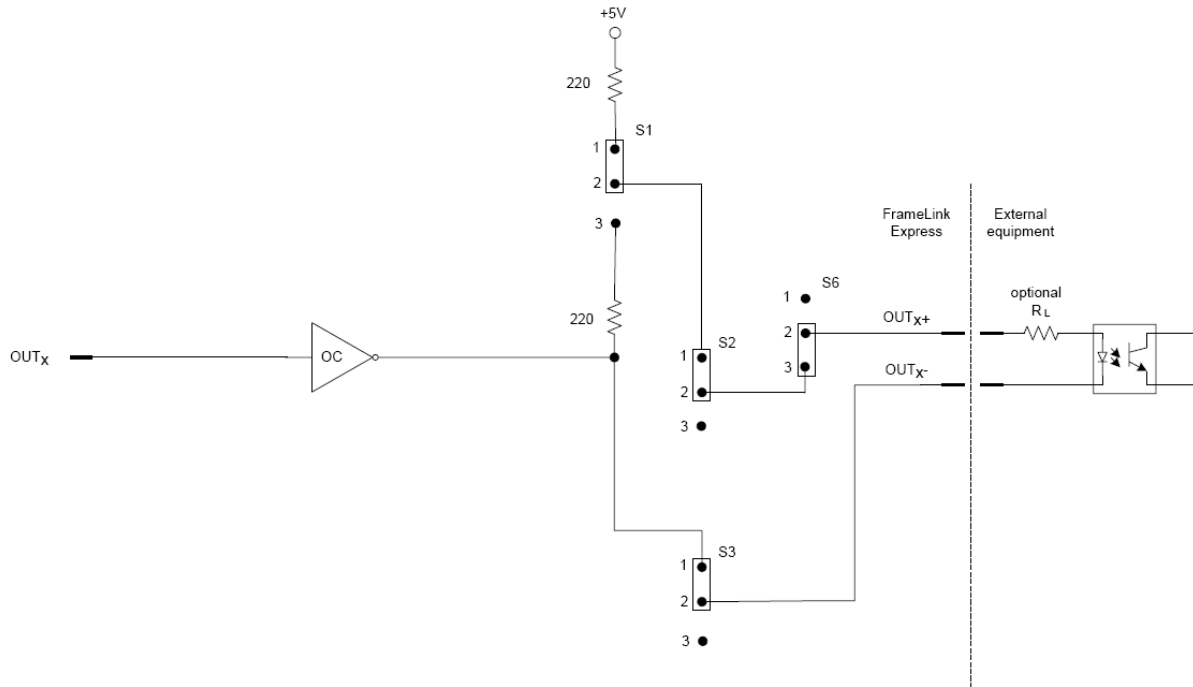 +5V
220
S1
1
2
3
FrameLink
Express
External
equipment
S6
1
2
3
optional
RL
OUTX+
OUTX-
220
S2
1
2
3
OUTX
OC
S3
1
2
3